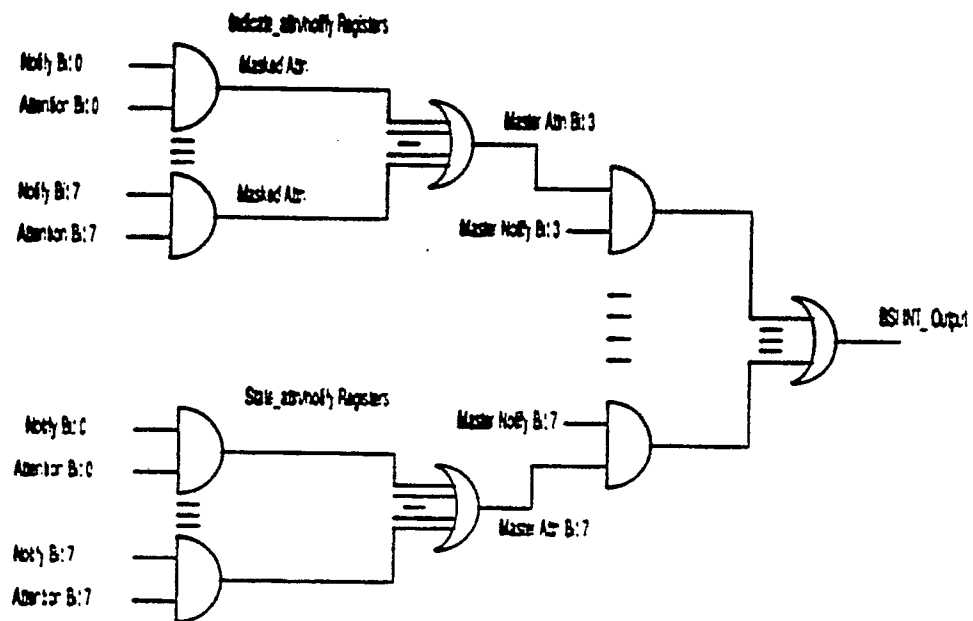 Indicate_attn/notify Registers
Notify Bit 0
Masked Attn
Attention Bit 0
Master Attn Bit 3
Notify Bit 7
Masked Attn
Attention Bit 7
Master Notify Bit 3
BSI INT_ Output
State_attn/notify Registers
Notify Bit 0
Master Notify Bit 7
Attention Bit 0
Master Attn Bit 7
Notify Bit 7
Attention Bit 7